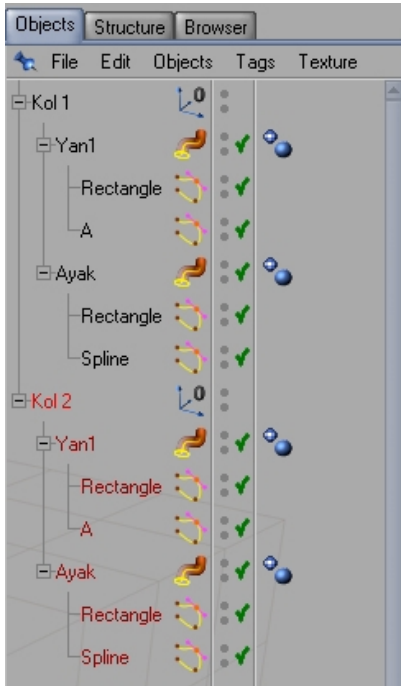 Objects Structure Browser
File Edit Objects Tags Texture
Kol 1 0
Yan1
Rectangle
A
Ayak
Rectangle
Spline
Kol 2 0
Yan1
Rectangle
A
Ayak
Rectangle
Spline